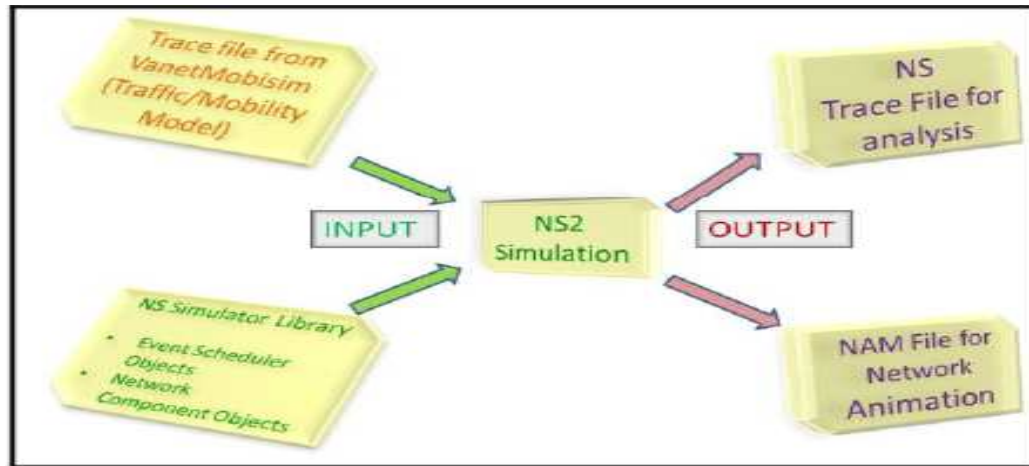 Trace file from
VanetMobisim
(Traffic/Mobility
Model)
NS
Trace File for
analysis
INPUT
NS2
Simulation
OUTPUT
NS Simulator Library
• Event Scheduler
Objects
• Network
Component Objects
NAM File for
Network
Animation